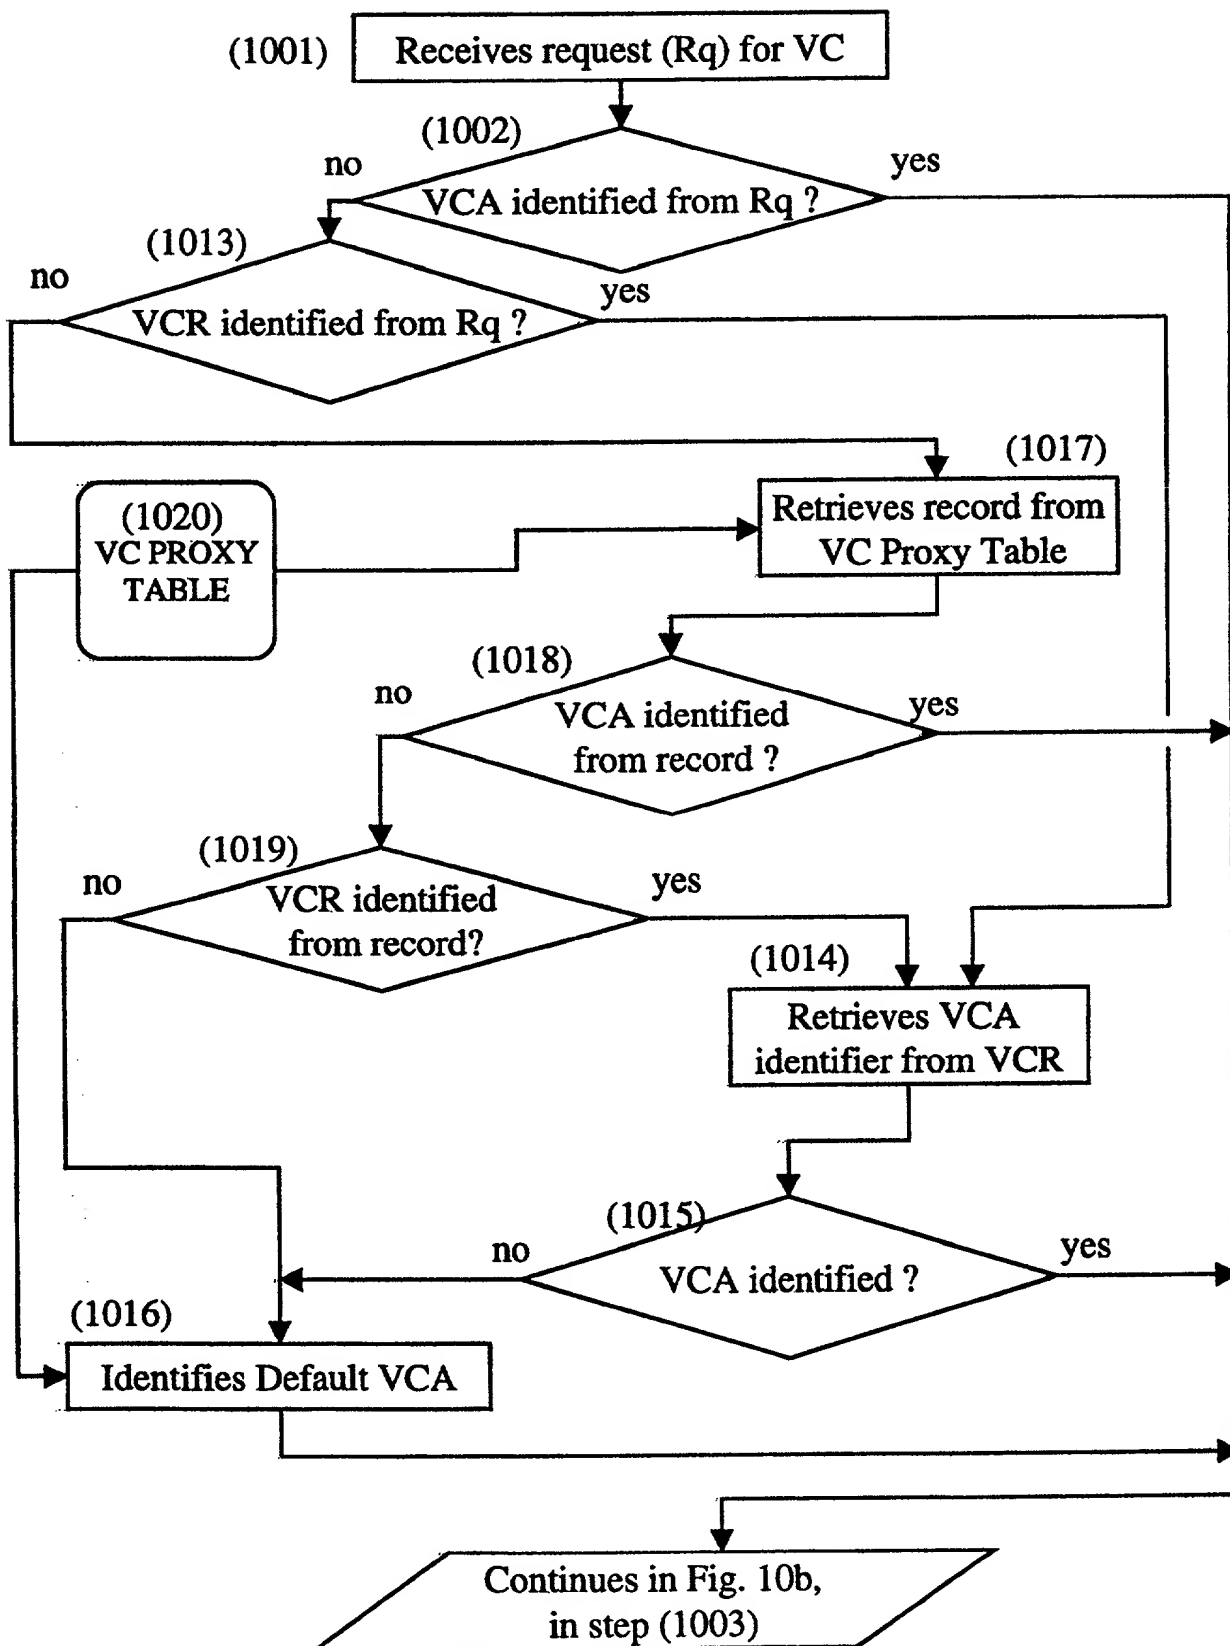 (1001)
Receives request (Rq) for VC
(1002)
no
yes
VCA identified from Rq ?
(1013)
no
yes
VCR identified from Rq ?
(1017)
Retrieves record from
VC Proxy Table
(1020)
VC PROXY
TABLE
(1018)
no
yes
VCA identified
from record ?
(1019)
no
yes
VCR identified
from record?
(1014)
Retrieves VCA
identifier from VCR
(1015)
no
yes
VCA identified ?
(1016)
Identifies Default VCA
Continues in Fig. 10b,
in step (1003)